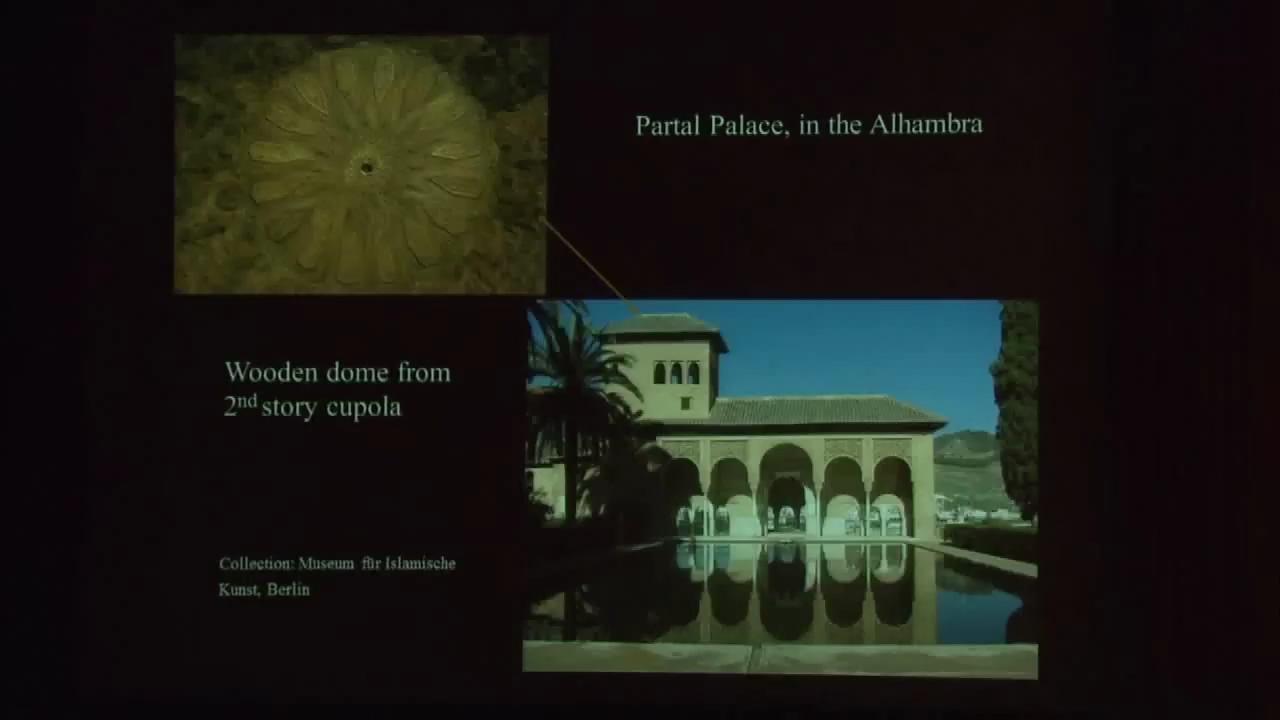 Partal Palace, in the Alhambra
Wooden dome from
2nd story cupola
Collection: Museum für Islamische
Kunst, Berlin